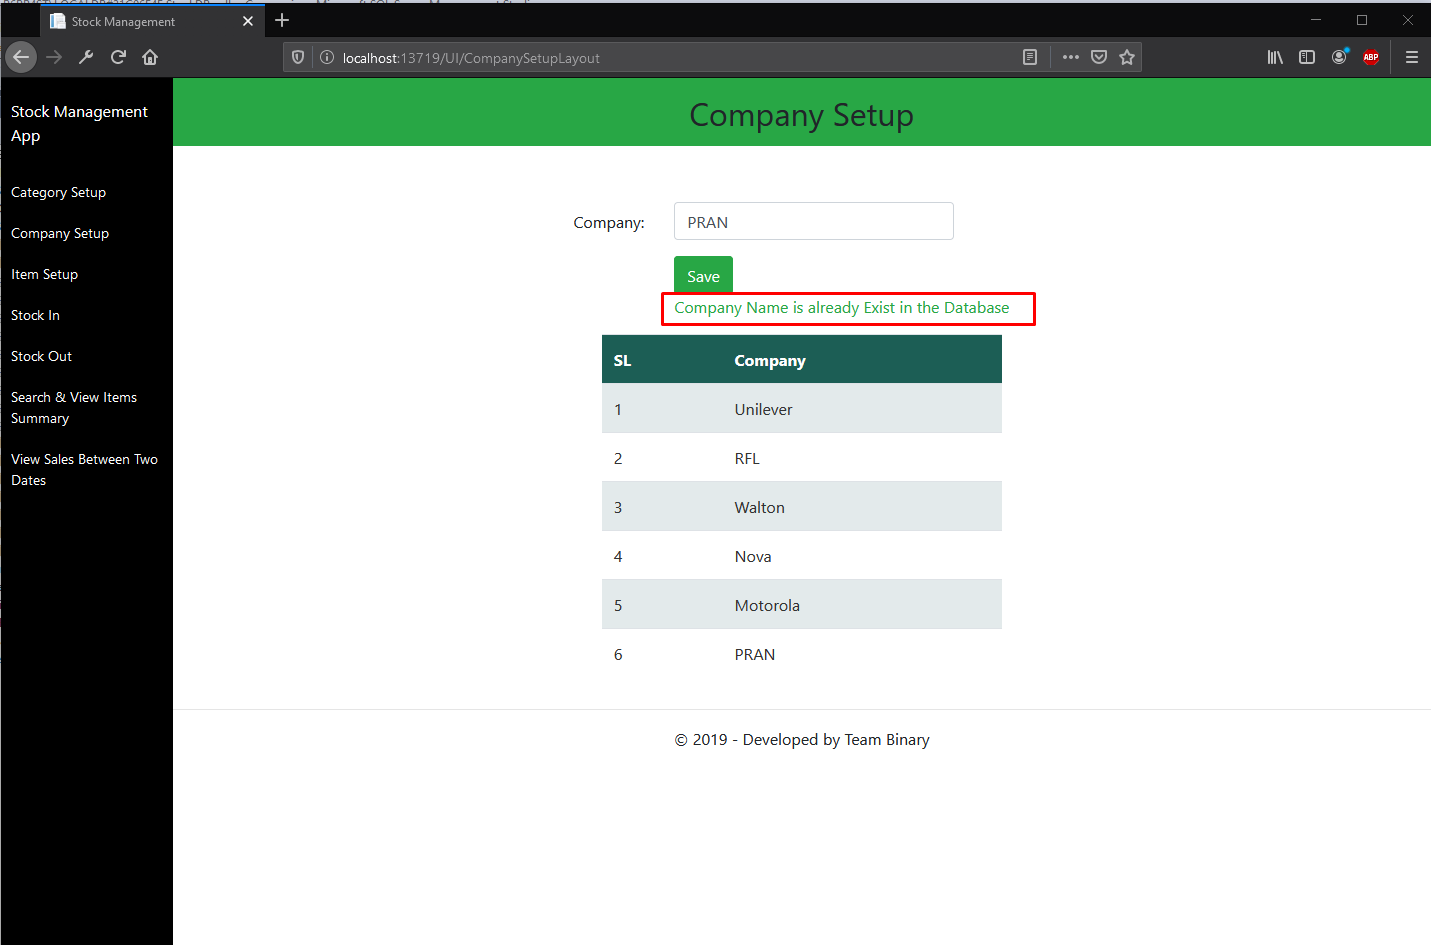 Stock Management
localhost:13719/UI/CompanySetupLayout
ABP
Stock Management
App
Category Setup
Company Setup
Item Setup
Stock In
Stock Out
Search & View Items
Summary
View Sales Between Two
Dates
Company Setup
Company:
PRAN
Save
Company Name is already Exist in the Database
SL Company
1 Unilever
2 RFL
3 Walton
4 Nova
5 Motorola
6 PRAN
© 2019 - Developed by Team Binary